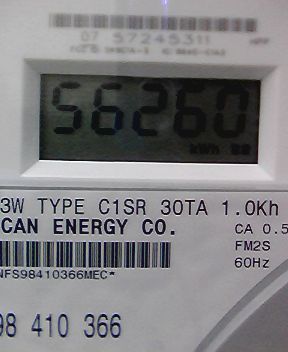 07 57245311
56260
kWh
3W TYPE C1SR 30TA 1.0Kh
CAN ENERGY CO.
CA 0.5
FM2S
60Hz
NFS98410366MEC*
98 410 366